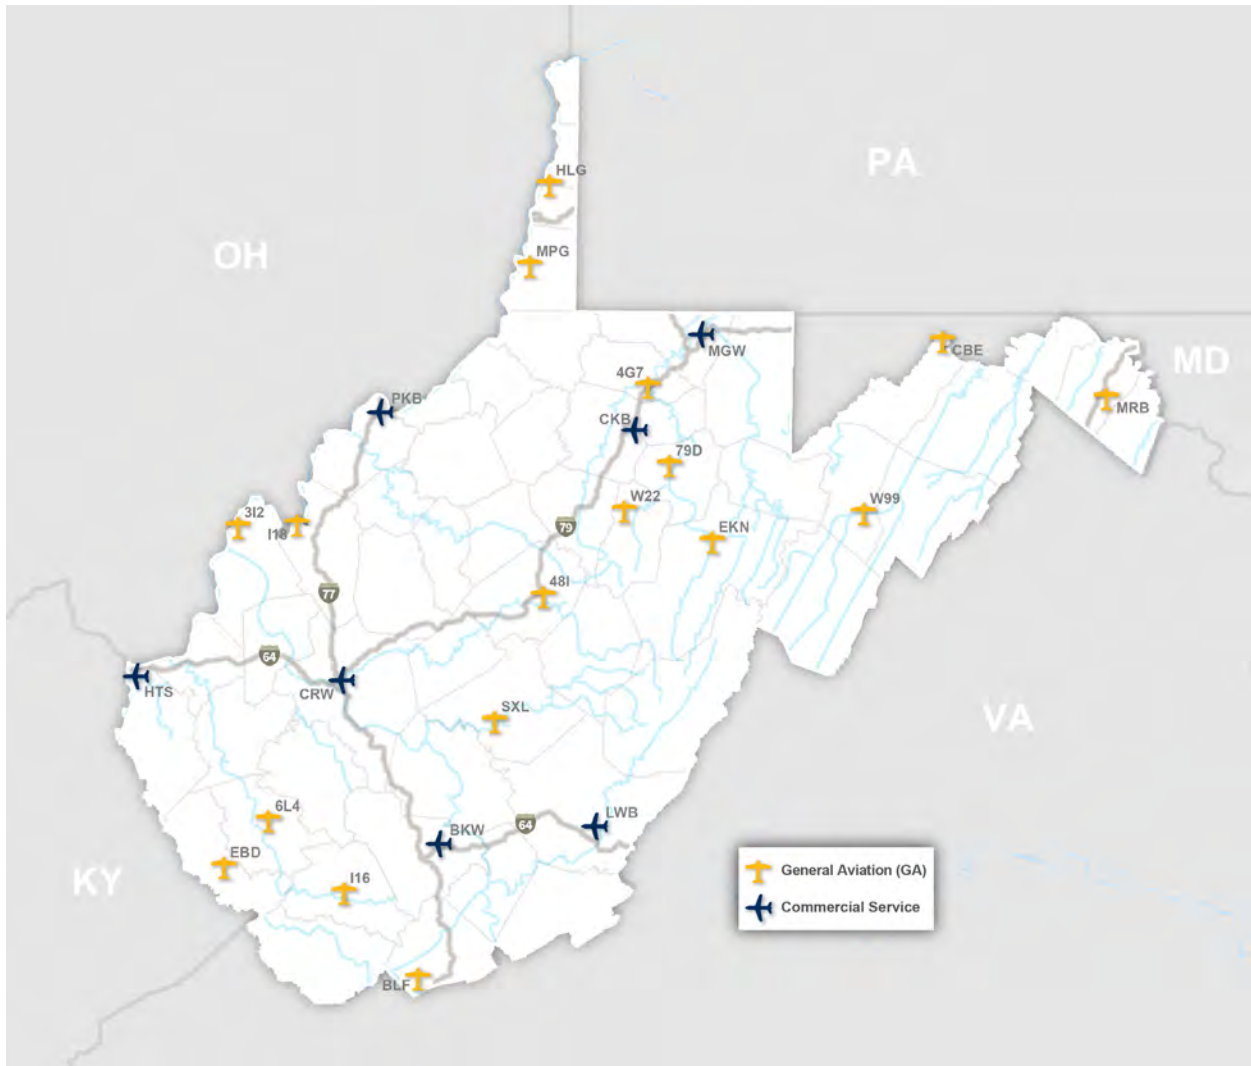 PA
HLG
OH
MPG
MD
MGW
CBE
4G7
PKB
MRB
CKB
79D
W22
W99
3I2
I18
79
EKN
48I
77
64
HTS
CRW
SXL
VA
6L4
64
LWB
BKW
EBD
KY
I16
General Aviation (GA)
Commercial Service
BLF